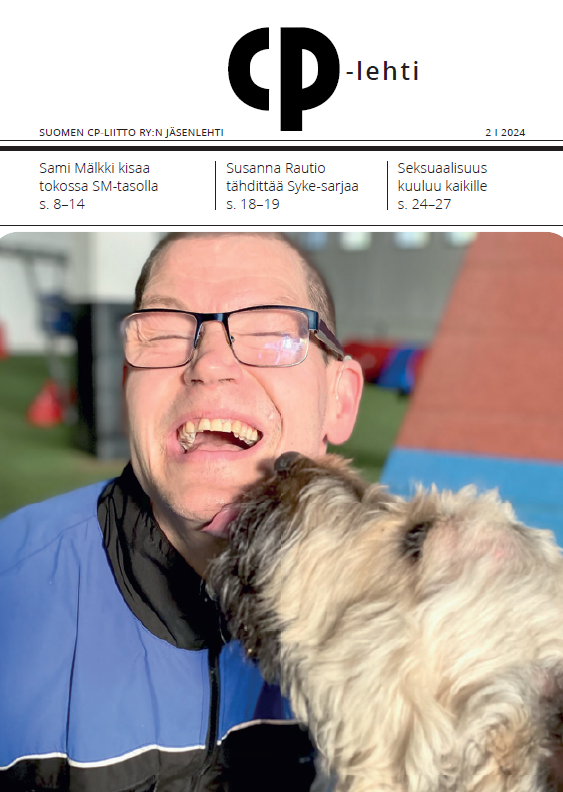 cp-lehti
SUOMEN CP-LIITTO RY:N JÄSENLEHTI
2 I 2024
Sami Mälkki kisaa
tokossa SM-tasolla
s. 8–14
Susanna Rautio
tähdittää Syke-sarjaa
s. 18–19
Seksuaalisuus
kuuluu kaikille
s. 24–27